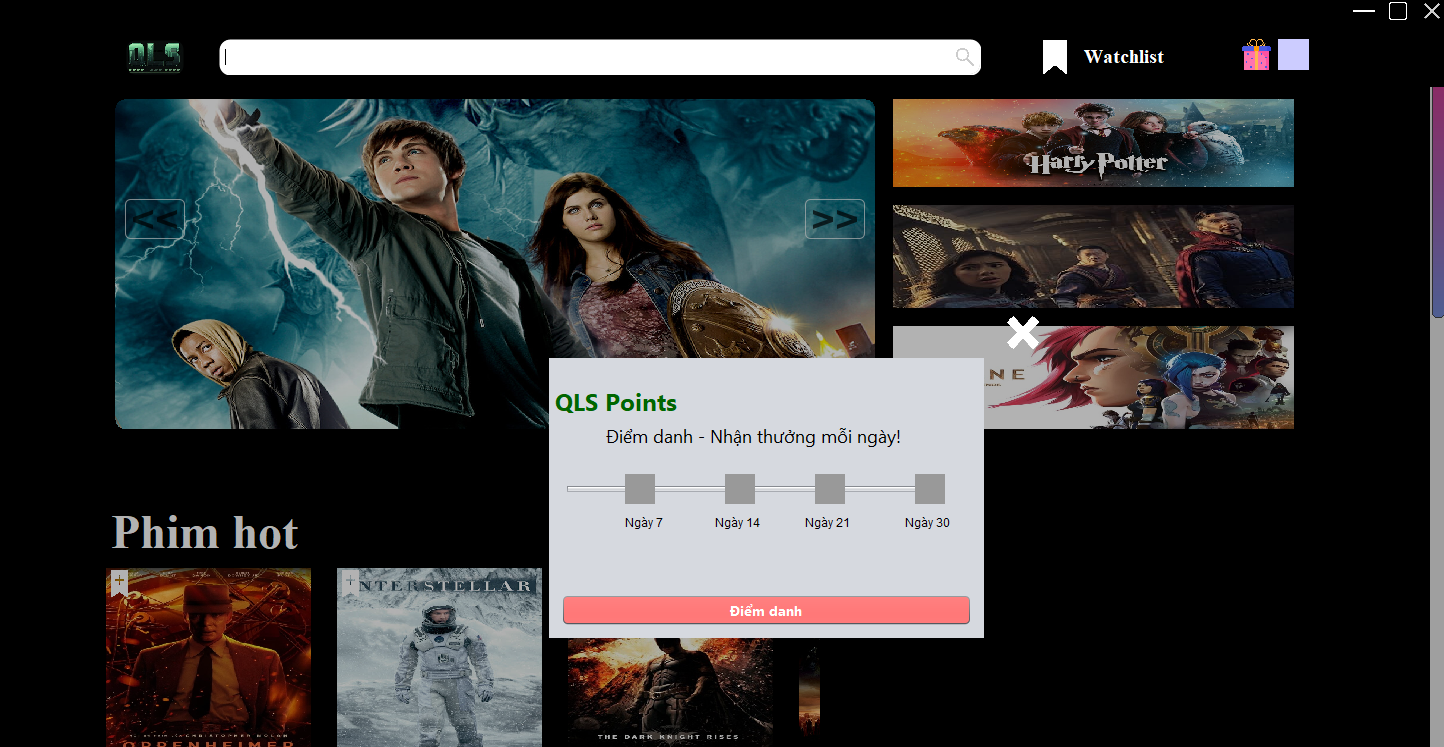 QLS
Watchlist
<<
>>
Harry Potter
NE
QLS Points
Điểm danh - Nhận thưởng mỗi ngày!
Ngày 7
Ngày 14
Ngày 21
Ngày 30
Điểm danh
Phim hot
NTERSTELLAR
OPPENHEIMER
THE DARK KNIGHT RISES